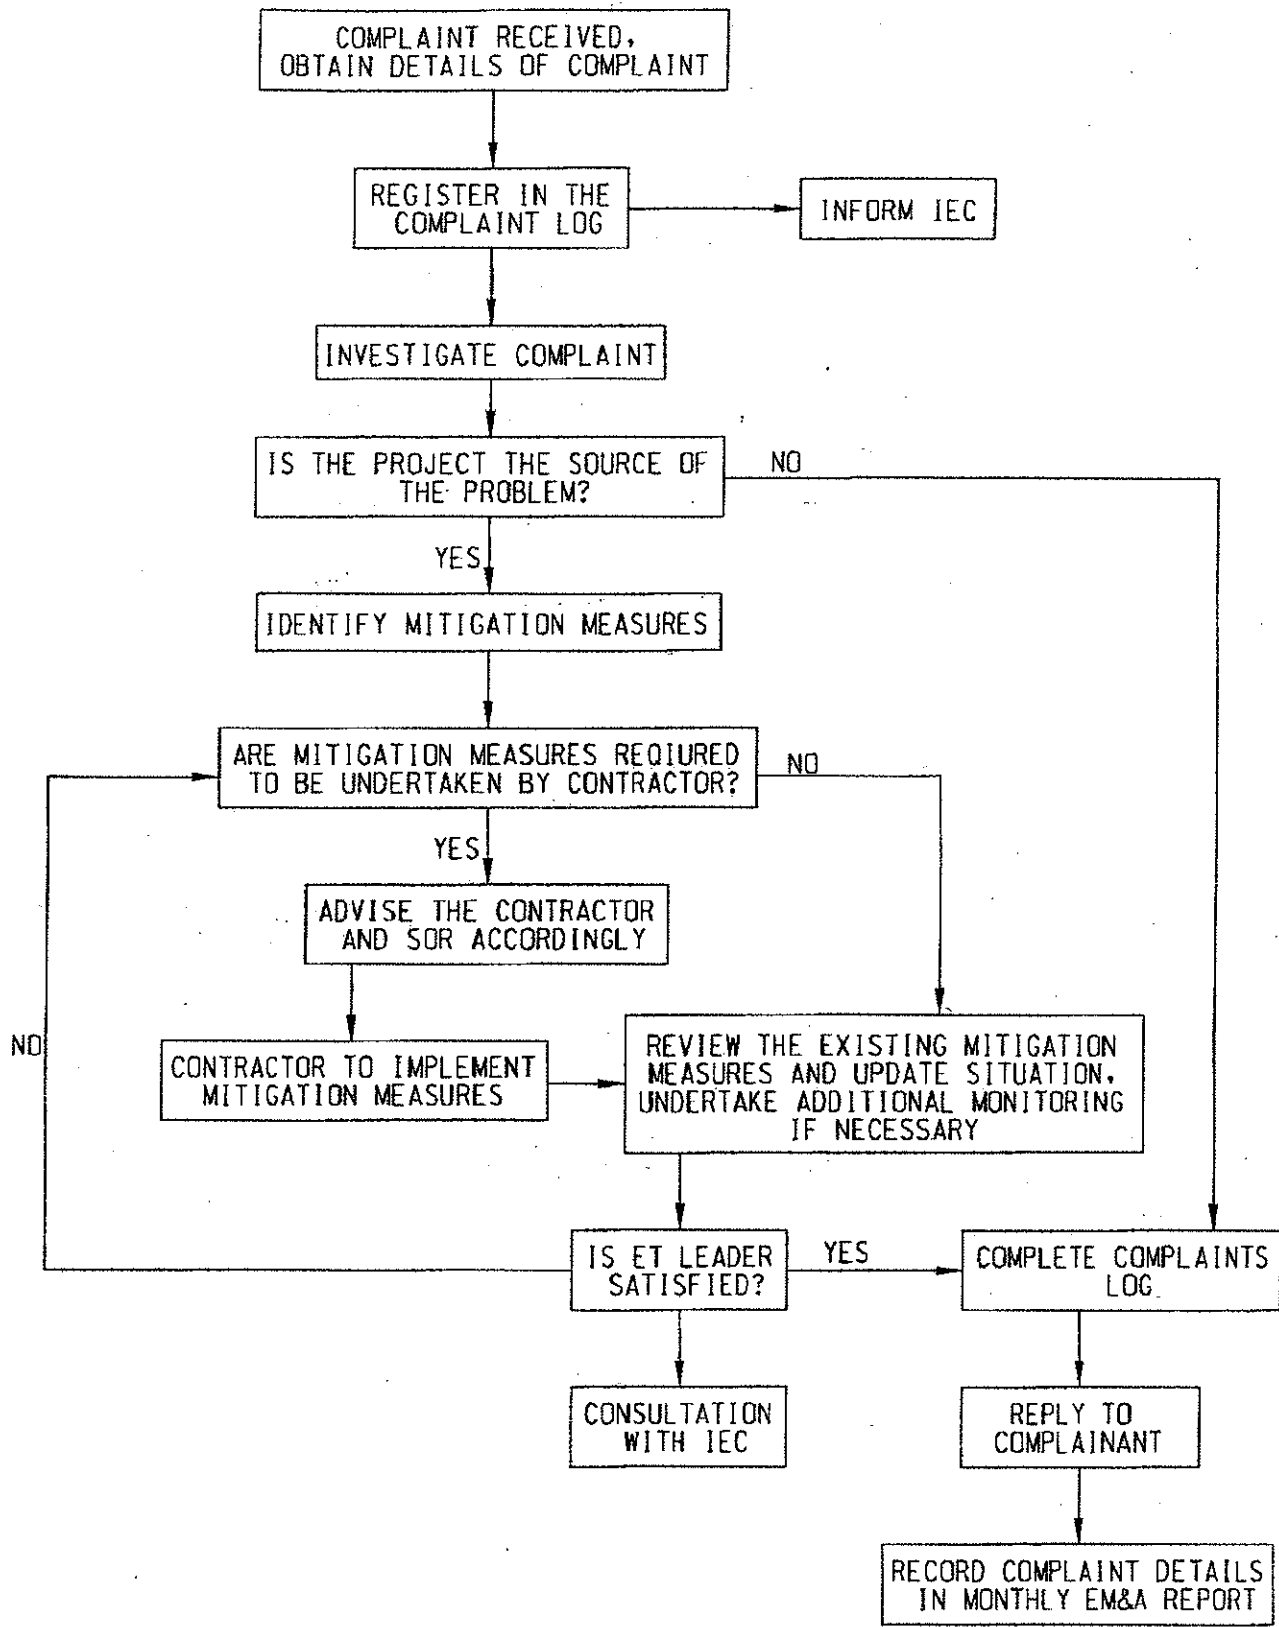 COMPLAINT RECEIVED,
OBTAIN DETAILS OF COMPLAINT
REGISTER IN THE
COMPLAINT LOG
INFORM IEC
INVESTIGATE COMPLAINT
IS THE PROJECT THE SOURCE OF
THE PROBLEM?
NO
YES
IDENTIFY MITIGATION MEASURES
ARE MITIGATION MEASURES REQIURED
TO BE UNDERTAKEN BY CONTRACTOR?
NO
YES
ADVISE THE CONTRACTOR
AND SOR ACCORDINGLY
NO
CONTRACTOR TO IMPLEMENT
MITIGATION MEASURES
REVIEW THE EXISTING MITIGATION
MEASURES AND UPDATE SITUATION.
UNDERTAKE ADDITIONAL MONITORING
IF NECESSARY
IS ET LEADER
SATISFIED?
YES
COMPLETE COMPLAINTS
LOG
CONSULTATION
WITH IEC
REPLY TO
COMPLAINANT
RECORD COMPLAINT DETAILS
IN MONTHLY EM&A REPORT